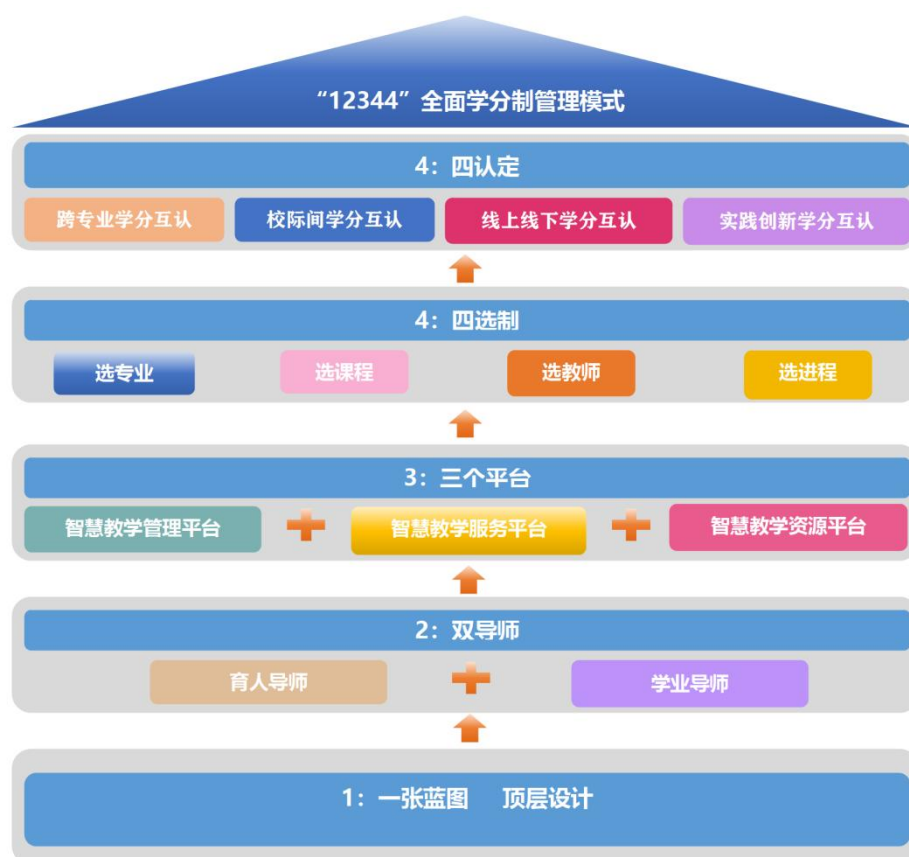 “12344”全面学分制管理模式
4：四认定
跨专业学分互认 校际间学分互认 线上线下学分互认 实践创新学分互认
4：四选制
选专业 选课程 选教师 选进程
3：三个平台
智慧教学管理平台 智慧教学服务平台 智慧教学资源平台
2：双导师
育人导师 学业导师
1：一张蓝图 顶层设计